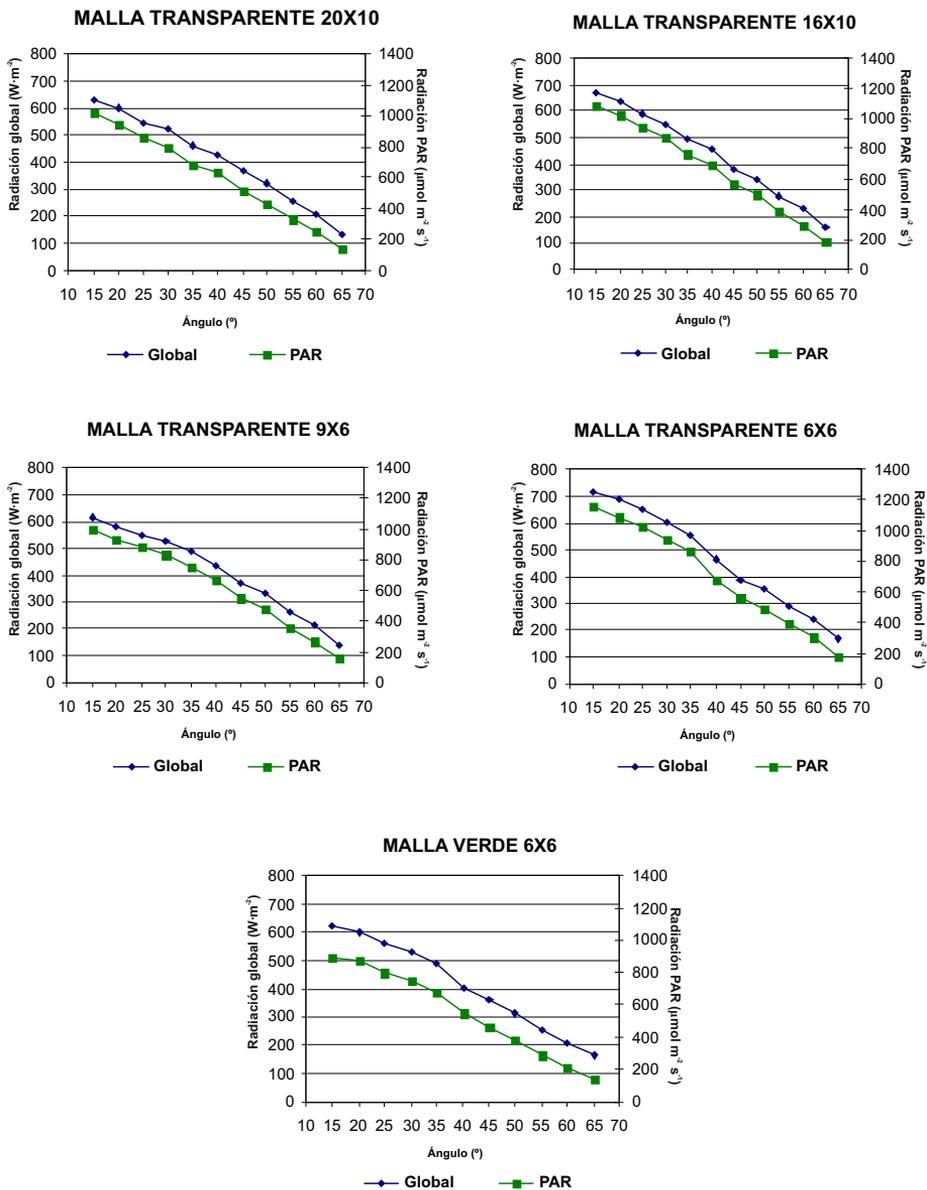 MALLA TRANSPARENTE 20X10
Radiación global (W·m⁻²)
800
700
600
500
400
300
200
100
0
1400
1200
1000
800
600
400
200
0
Radiación PAR (µmol m⁻² s⁻¹)
10 15 20 25 30 35 40 45 50 55 60 65 70
Ángulo (º)
Global PAR
MALLA TRANSPARENTE 16X10
Radiación global (W·m⁻²)
800
700
600
500
400
300
200
100
0
1400
1200
1000
800
600
400
200
0
Radiación PAR (µmol m⁻² s⁻¹)
10 15 20 25 30 35 40 45 50 55 60 65 70
Ángulo (º)
Global PAR
MALLA TRANSPARENTE 9X6
Radiación global (W·m⁻²)
800
700
600
500
400
300
200
100
0
1400
1200
1000
800
600
400
200
0
Radiación PAR (µmol m⁻² s⁻¹)
10 15 20 25 30 35 40 45 50 55 60 65 70
Ángulo (º)
Global PAR
MALLA TRANSPARENTE 6X6
Radiación global (W·m⁻²)
800
700
600
500
400
300
200
100
0
1400
1200
1000
800
600
400
200
0
Radiación PAR (µmol m⁻² s⁻¹)
10 15 20 25 30 35 40 45 50 55 60 65 70
Ángulo (º)
Global PAR
MALLA VERDE 6X6
Radiación global (W·m⁻²)
800
700
600
500
400
300
200
100
0
1400
1200
1000
800
600
400
200
0
Radiación PAR (µmol m⁻² s⁻¹)
10 15 20 25 30 35 40 45 50 55 60 65 70
Ángulo (º)
Global PAR